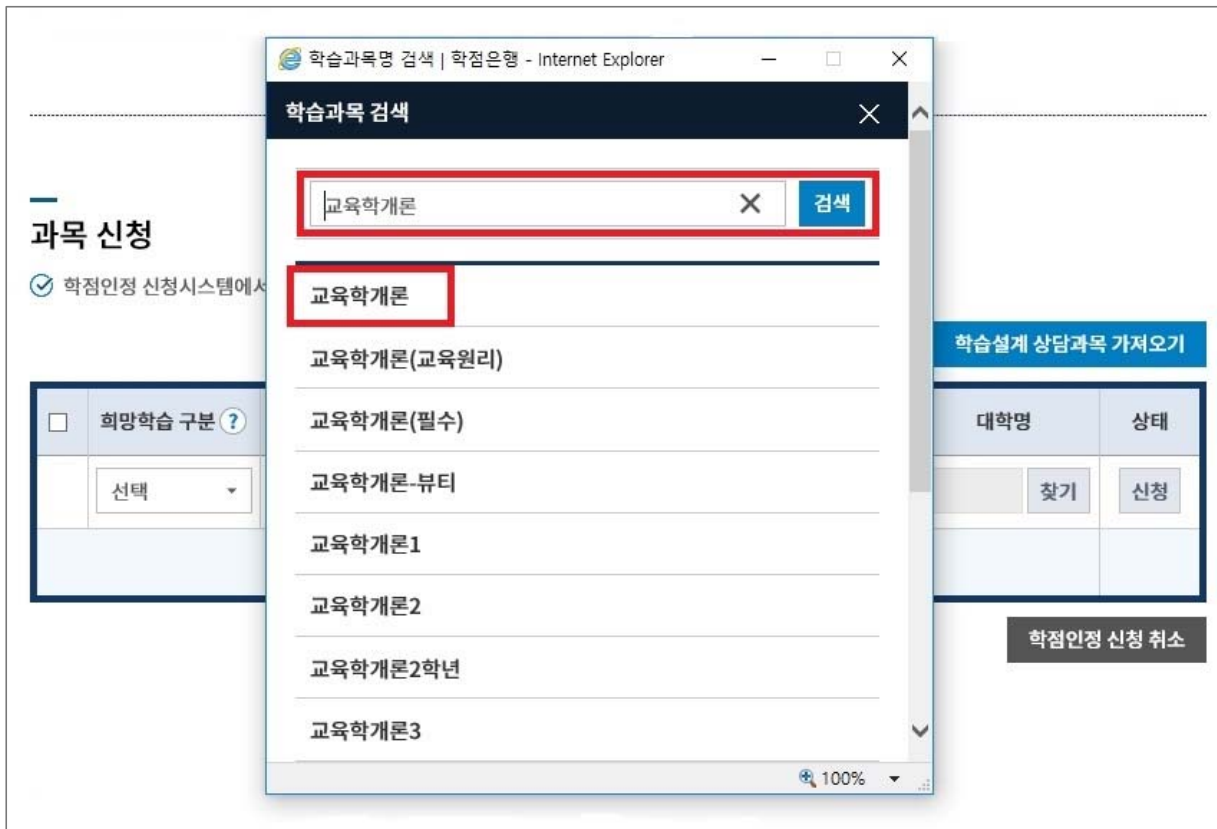 학습과목명 검색 | 학점은행 - Internet Explorer
학습과목 검색
교육학개론
검색
과목 신청
학점인정 신청시스템에서
교육학개론
교육학개론(교육원리)
학습설계 상담과목 가져오기
희망학습 구분 ?
교육학개론(필수)
대학명
상태
선택
교육학개론-뷰티
찾기
신청
교육학개론1
교육학개론2
학점인정 신청 취소
교육학개론2학년
교육학개론3
100%